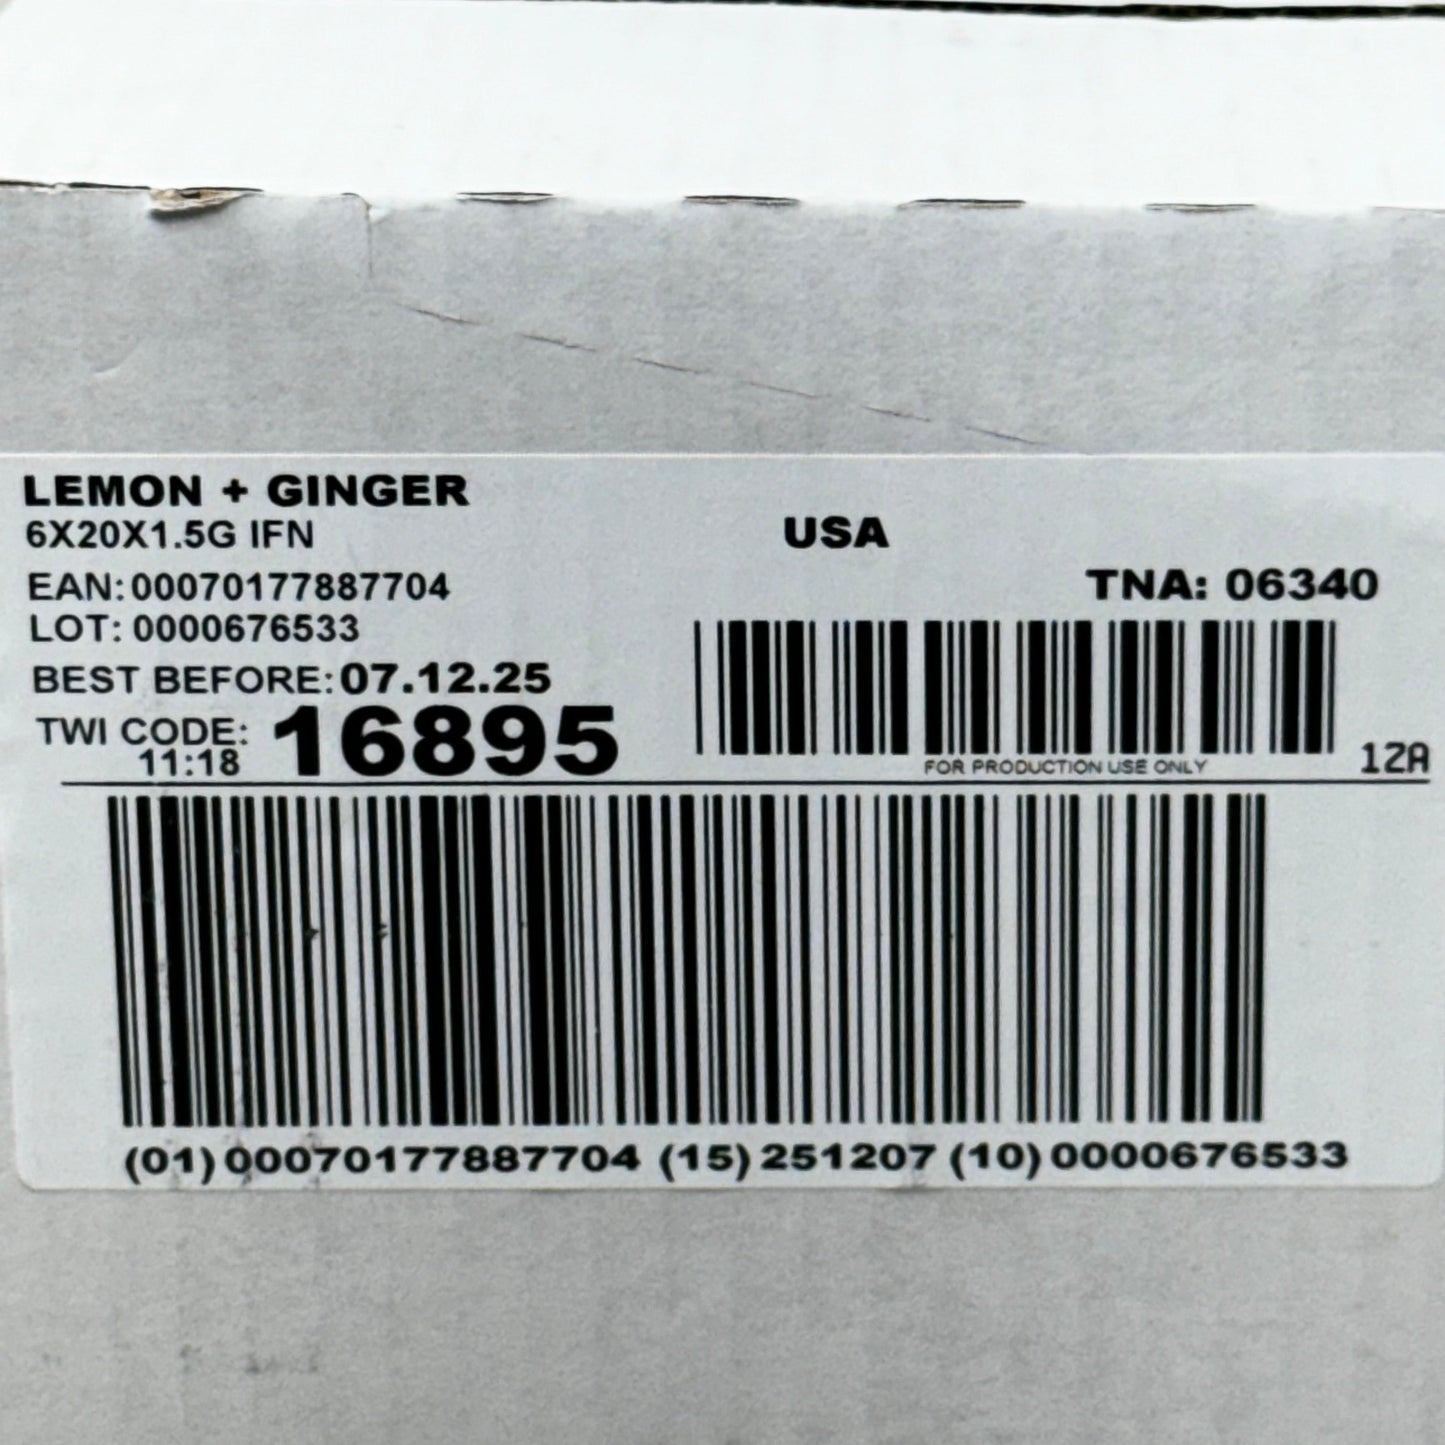 LEMON + GINGER
6X20X1.5G IFN
USA
EAN: 00070177887704
TNA: 06340
LOT: 0000676533
BEST BEFORE: 07.12.25
TWI CODE: 16895
11:18
FOR PRODUCTION USE ONLY
12A
(01)00070177887704 (15)251207(10)0000676533